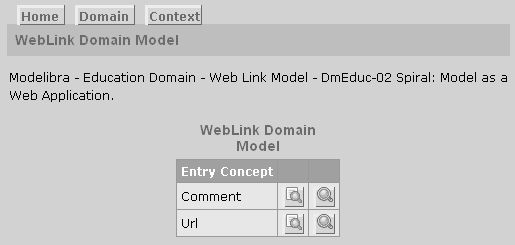 Home Domain Context
WebLink Domain Model
Modelibra - Education Domain - Web Link Model - DmEduc-02 Spiral: Model as a
Web Application.
WebLink Domain
Model
Entry Concept
Comment
Url